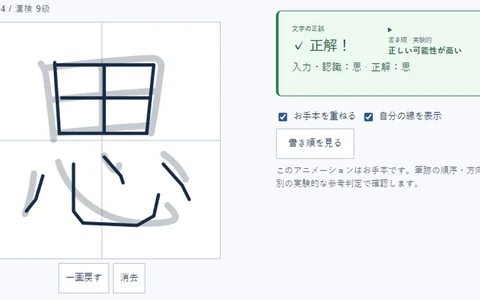 4 / 漢検 9級
文字の正誤
✓ 正解！
▶
書き順・実験的
正しい可能性が高い
入力・認識：思・正解：思
お手本を重ねる 自分の線を表示
書き順を見る
このアニメーションはお手本です。筆跡の順序・方向
別の実験的な参考判定で確認します。
思
一画戻す 消去